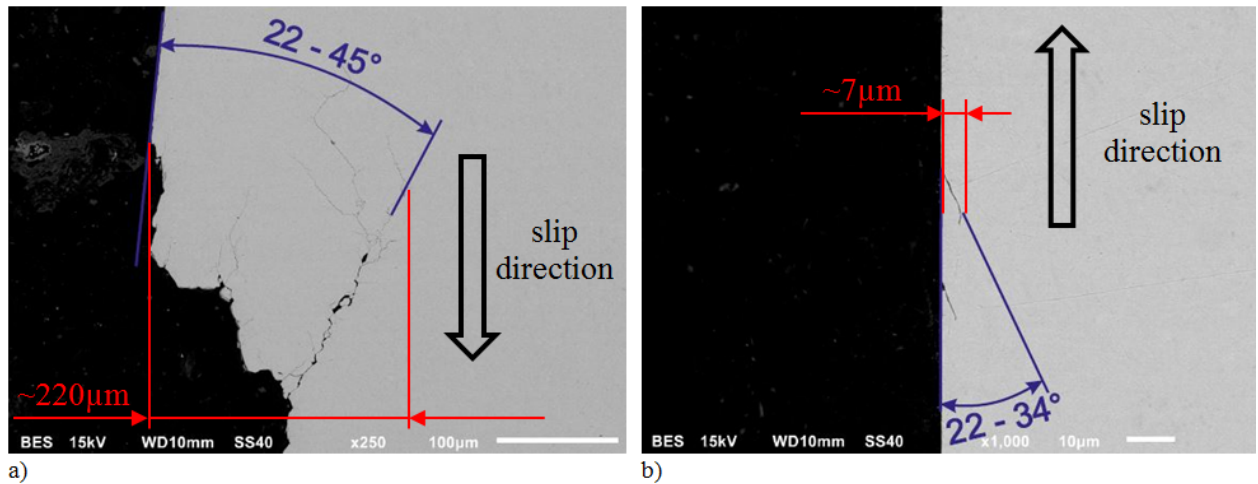 22 - 45°
slip
direction
~220µm
BES 15kV WD10mm SS40 x250 100µm
a)
~7µm
slip
direction
22 - 34°
BES 15kV WD10mm SS40 x1,000 10µm
b)